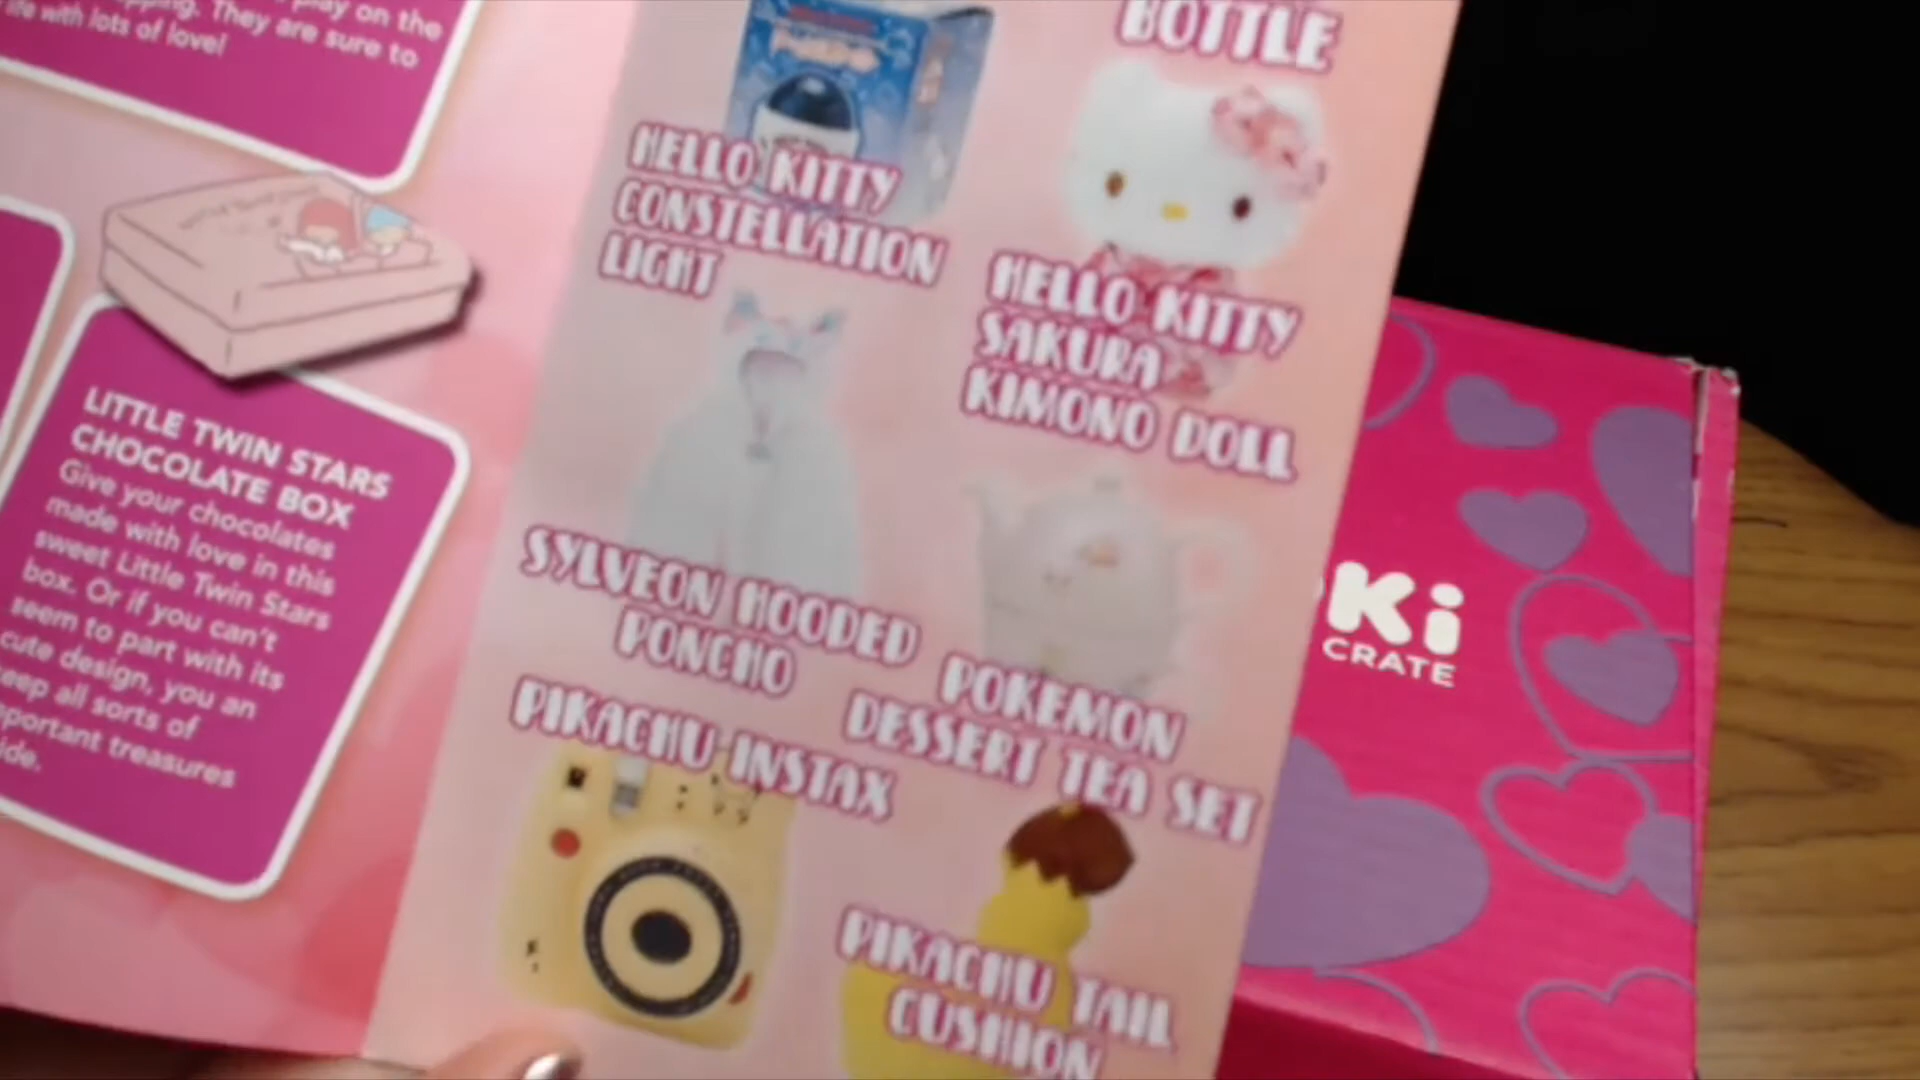 play on the
They are sure to
life with lots of love!
LITTLE TWIN STARS
CHOCOLATE BOX
Give your chocolates
made with love in this
sweet Little Twin Stars
box. Or if you can't
seem to part with its
cute design, you an
keep all sorts of
important treasures
BOTTLE
HELLO KITTY
CONSTELLATION
LIGHT
HELLO KITTY
SAKURA
KIMONO DOLL
SYLVEON HOODED
PONCHO
POKEMON
DESSERT TEA SET
PIKACHU INSTAX
PIKACHU TAIL
CUSHION
Ki
CRATE